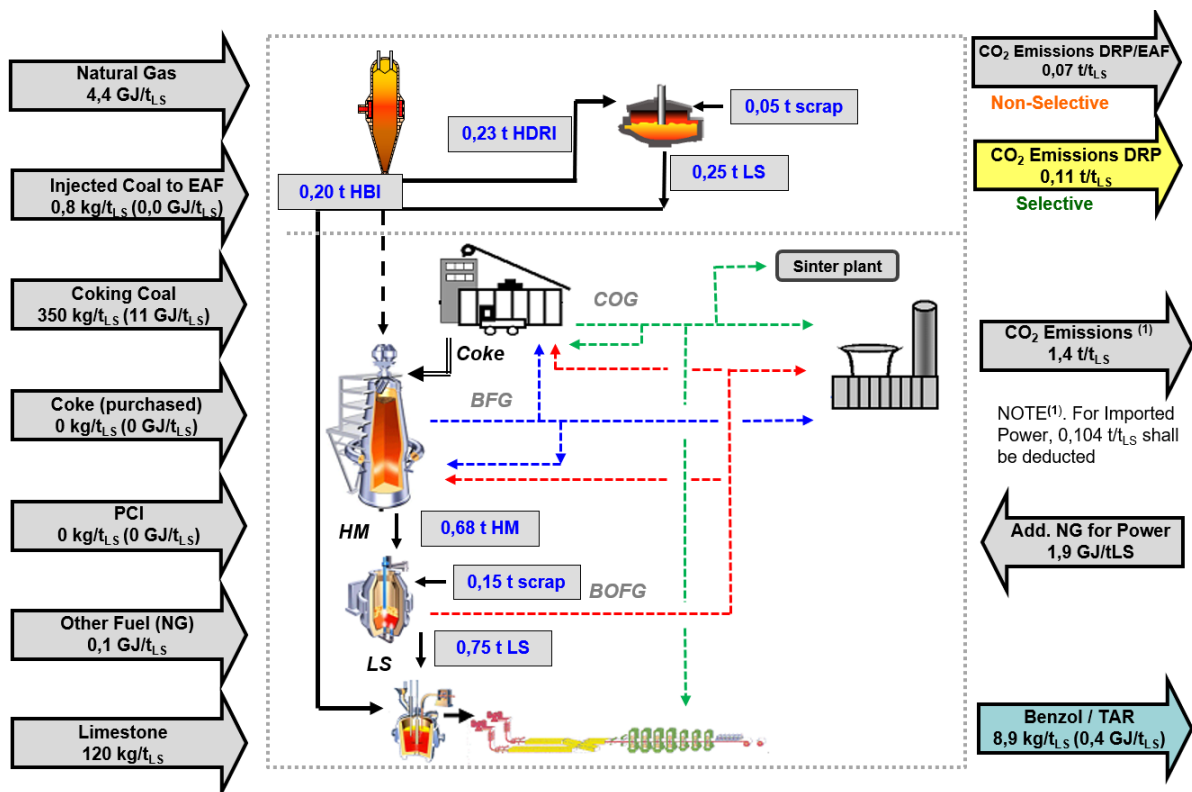 Natural Gas
4,4 GJ/tLS
Injected Coal to EAF
0,8 kg/tLS (0,0 GJ/tLS)
Coking Coal
350 kg/tLS (11 GJ/tLS)
Coke (purchased)
0 kg/tLS (0 GJ/tLS)
PCI
0 kg/tLS (0 GJ/tLS)
Other Fuel (NG)
0,1 GJ/tLS
Limestone
120 kg/tLS
0,23 t HDRI
0,05 t scrap
0,20 t HBI
0,25 t LS
Sinter plant
COG
Coke
BFG
HM
0,68 t HM
0,15 t scrap
BOFG
LS
0,75 t LS
CO2 Emissions DRP/EAF
0,07 t/tLS
Non-Selective
CO2 Emissions DRP
0,11 t/tLS
Selective
CO2 Emissions (1)
1,4 t/tLS
NOTE(1). For Imported
Power, 0,104 t/tLS shall
be deducted
Add. NG for Power
1,9 GJ/tLS
Benzol / TAR
8,9 kg/tLS (0,4 GJ/tLS)